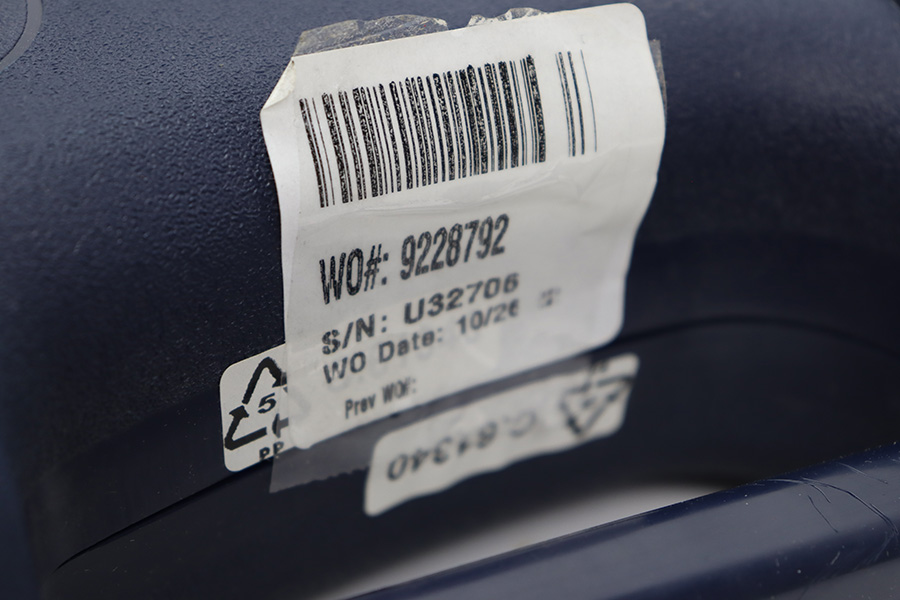 WO#: 9228792
S/N: U32706
WO Date: 10/26
Prev WO#:
5
PP
C.61340